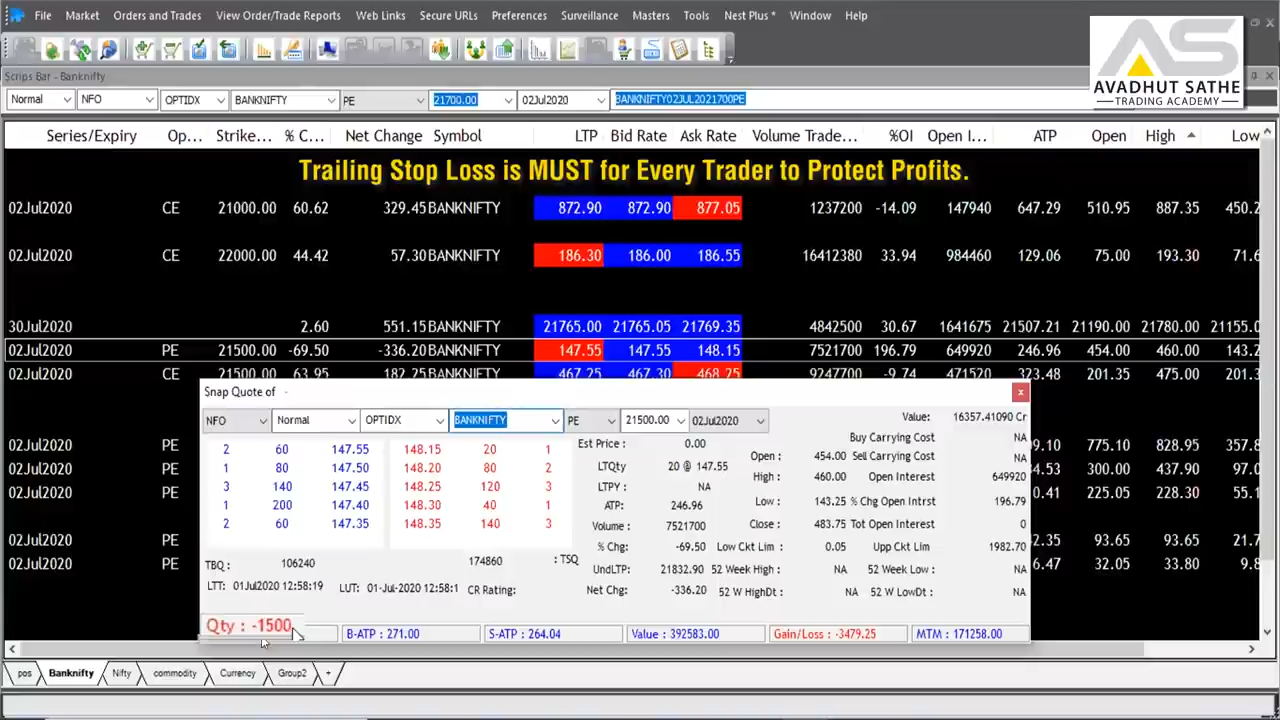 File Market Orders and Trades View Order/Trade Reports Web Links Secure URLs Preferences Surveillance Masters Tools Nest Plus * Window Help
AS
AVADHUT SATHE
TRADING ACADEMY
Scrips Bar - Banknifty
Normal NFO OPTIDX BANKNIFTY PE 21700.00 02Jul2020 BANKNIFTY02JUL2021700PE
Series/Expiry Op... Strike... % C... Net Change Symbol LTP Bid Rate Ask Rate Volume Trade... %OI Open I... ATP Open High Low
Trailing Stop Loss is MUST for Every Trader to Protect Profits.
02Jul2020 CE 21000.00 60.62 329.45 BANKNIFTY 872.90 872.90 877.05 1237200 -14.09 147940 647.29 510.95 887.35 450.2
02Jul2020 CE 22000.00 44.42 57.30 BANKNIFTY 186.30 186.00 186.55 16412380 33.94 984460 129.06 75.00 193.30 71.6
30Jul2020 2.60 551.15 BANKNIFTY 21765.00 21765.05 21769.35 4842500 30.67 1641675 21507.21 21190.00 21780.00 21155.0
02Jul2020 PE 21500.00 -69.50 -336.20 BANKNIFTY 147.55 147.55 148.15 7521700 196.79 649920 246.96 454.00 460.00 143.2
02Jul2020 CE 21500.00 63.95 182.25 BANKNIFTY 467.25 467.30 468.25 9247700 -9.74 471520 323.48 201.35 475.00 201.3
02Jul2020 PE 9.10 775.10 828.95 357.8
02Jul2020 PE 4.53 300.00 437.90 97.0
02Jul2020 PE 0.41 225.05 228.30 55.1
02Jul2020 PE 2.35 93.65 93.65 21.7
02Jul2020 PE 6.47 32.05 33.80 9.8
Snap Quote of -
NFO Normal OPTIDX BANKNIFTY PE 21500.00 02Jul2020 Value: 16357.41090 Cr
2 60 147.55 148.15 20 1
1 80 147.50 148.20 80 2
3 140 147.45 148.25 120 3
1 200 147.40 148.30 40 1
2 60 147.35 148.35 140 3
TBQ : 106240 174860 : TSQ
LTT: 01Jul2020 12:58:19 LUT: 01-Jul-2020 12:58:1 CR Rating:
Est Price : 0.00
LTQty 20 @ 147.55
LTPY : NA
ATP: 246.96
Volume : 7521700
% Chg: -69.50
UndLTP: 21832.90
Net Chg: -336.20
Open : 454.00
High : 460.00
Low : 143.25
Close : 483.75
Low Ckt Lim : 0.05
52 Week High : NA
52 W HighDt : NA
Buy Carrying Cost NA
Sell Carrying Cost NA
Open Interest 649920
% Chg Open Intrst 196.79
Tot Open Interest 0
Upp Ckt Lim 1982.70
52 Week Low : NA
52 W LowDt : NA
Qty : -1500 B-ATP : 271.00 S-ATP : 264.04 Value : 392583.00 Gain/Loss : -3479.25 MTM : 171258.00
pos Banknifty Nifty commodity Currency Group2 +